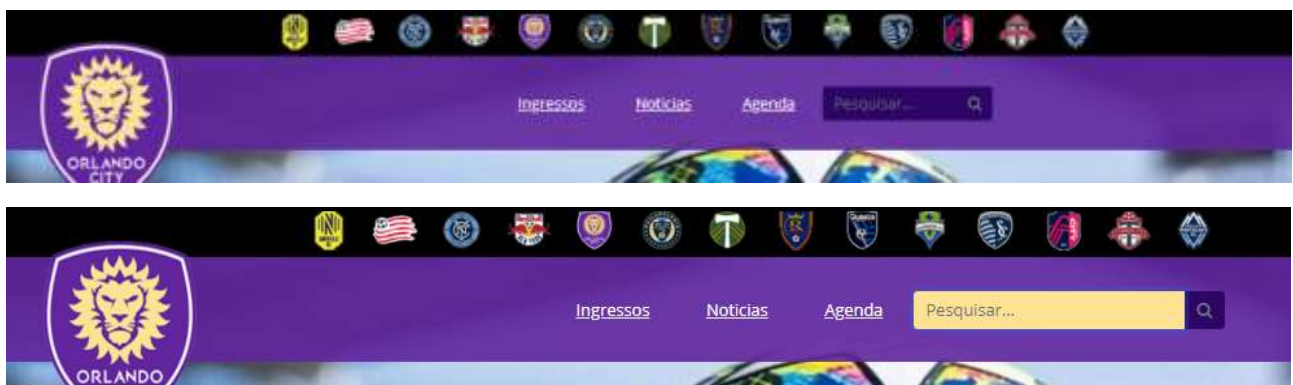 Ingressos Noticias Agenda Pesquisar...
ORLANDO
CITY
Ingressos Noticias Agenda Pesquisar...
ORLANDO